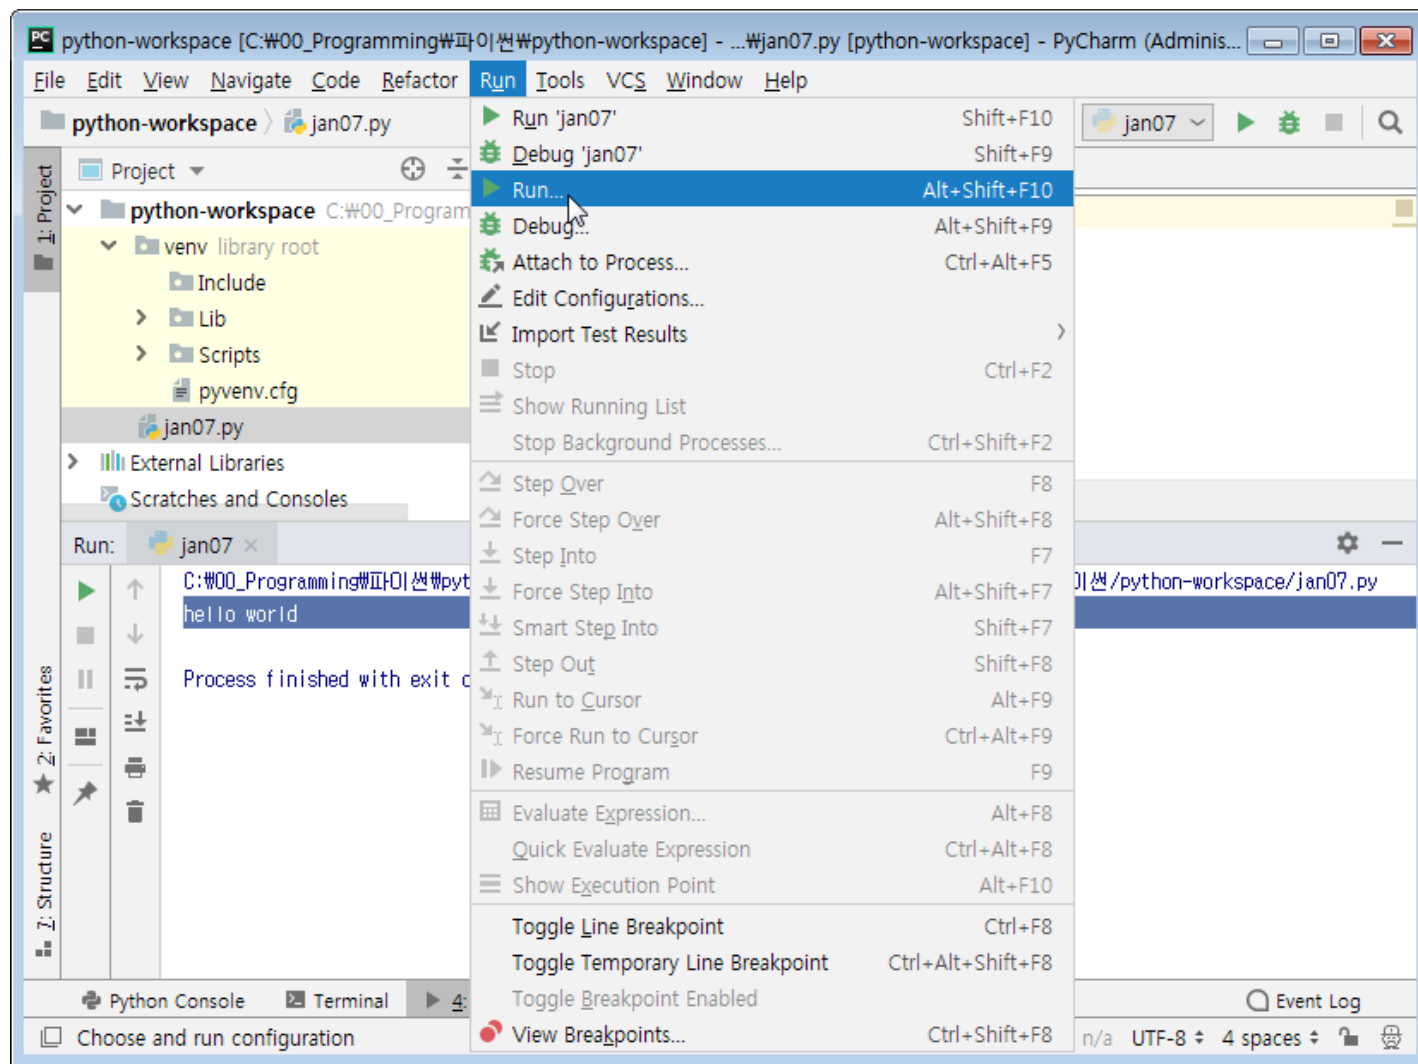 PC python-workspace [C:₩00_Programming₩파이썬₩python-workspace] - ...₩jan07.py [python-workspace] - PyCharm (Adminis...
File Edit View Navigate Code Refactor Run Tools VCS Window Help
python-workspace jan07.py
jan07
1: Project
Project
python-workspace C:₩00_Program
venv library root
Include
Lib
Scripts
pyvenv.cfg
jan07.py
External Libraries
Scratches and Consoles
Run 'jan07' Shift+F10
Debug 'jan07' Shift+F9
Run... Alt+Shift+F10
Debug... Alt+Shift+F9
Attach to Process... Ctrl+Alt+F5
Edit Configurations...
Import Test Results
Stop Ctrl+F2
Show Running List
Stop Background Processes... Ctrl+Shift+F2
Step Over F8
Force Step Over Alt+Shift+F8
Step Into F7
Force Step Into Alt+Shift+F7
Smart Step Into Shift+F7
Step Out Shift+F8
Run to Cursor Alt+F9
Force Run to Cursor Ctrl+Alt+F9
Resume Program F9
Evaluate Expression... Alt+F8
Quick Evaluate Expression Ctrl+Alt+F8
Show Execution Point Alt+F10
Toggle Line Breakpoint Ctrl+F8
Toggle Temporary Line Breakpoint Ctrl+Alt+Shift+F8
Toggle Breakpoint Enabled
View Breakpoints... Ctrl+Shift+F8
Run: jan07
C:₩00_Programming₩파이썬₩pyt
이썬/python-workspace/jan07.py
hello world
Process finished with exit c
2: Favorites
7: Structure
Python Console Terminal 4: Event Log
Choose and run configuration n/a UTF-8 4 spaces